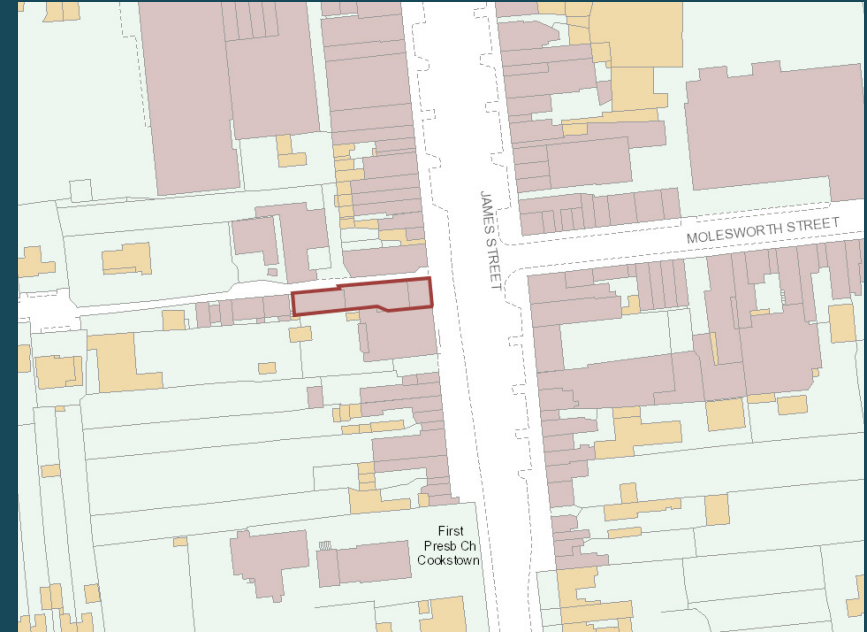 JAMES STREET
MOLESWORTH STREET
First
Presb Ch
Cookstown